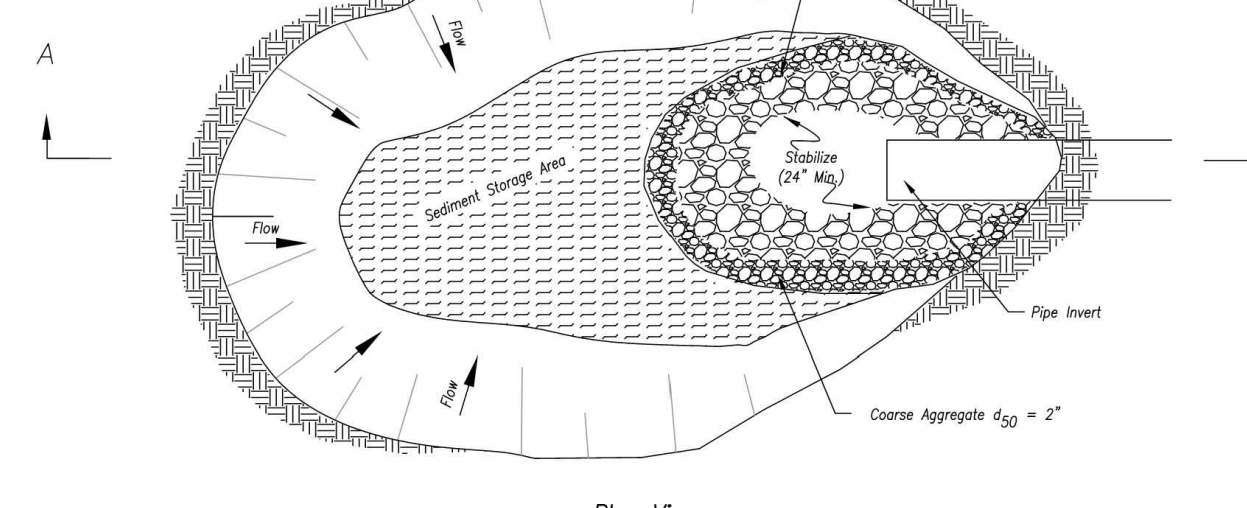 Flow
A
Sediment Storage Area
Stabilize
(24" Min.)
Flow
Pipe Invert
Flow
Coarse Aggregate d50 = 2"